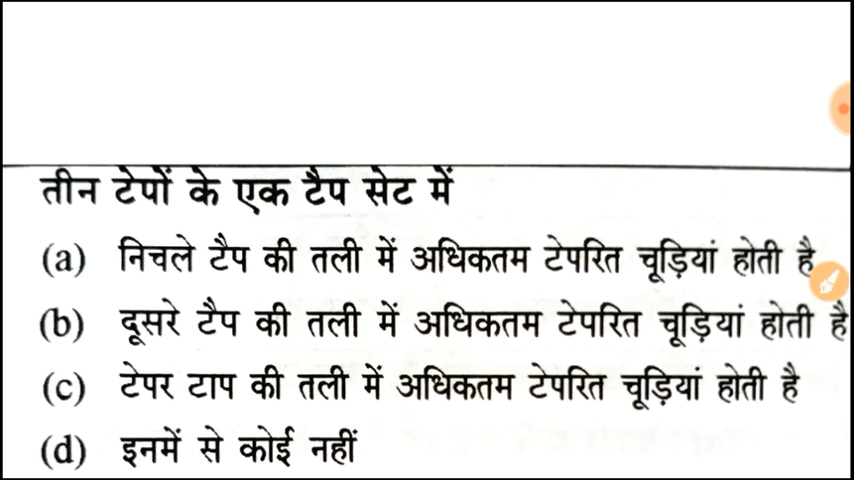 तीन टेपों के एक टैप सेट में
(a) निचले टैप की तली में अधिकतम टेपरित चूड़ियां होती है
(b) दूसरे टैप की तली में अधिकतम टेपरित चूड़ियां होती है
(c) टेपर टाप की तली में अधिकतम टेपरित चूड़ियां होती है
(d) इनमें से कोई नहीं